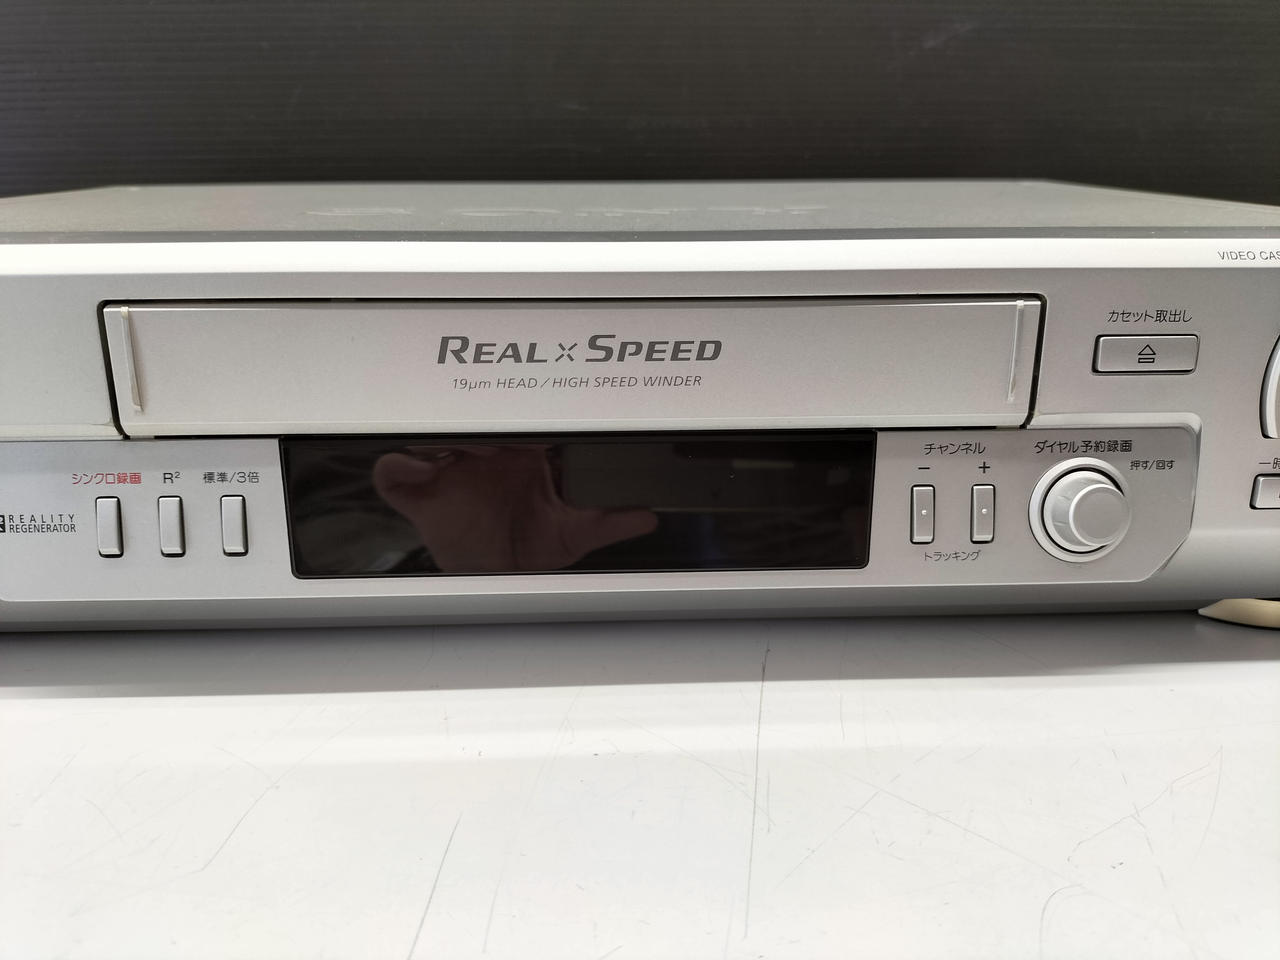 VIDEO CAS
REAL × SPEED
19μm HEAD / HIGH SPEED WINDER
カセット取出し
シンクロ録画
R²
標準/3倍
REALITY
REGENERATOR
チャンネル
− +
トラッキング
ダイヤル予約録画
押す/回す
一時